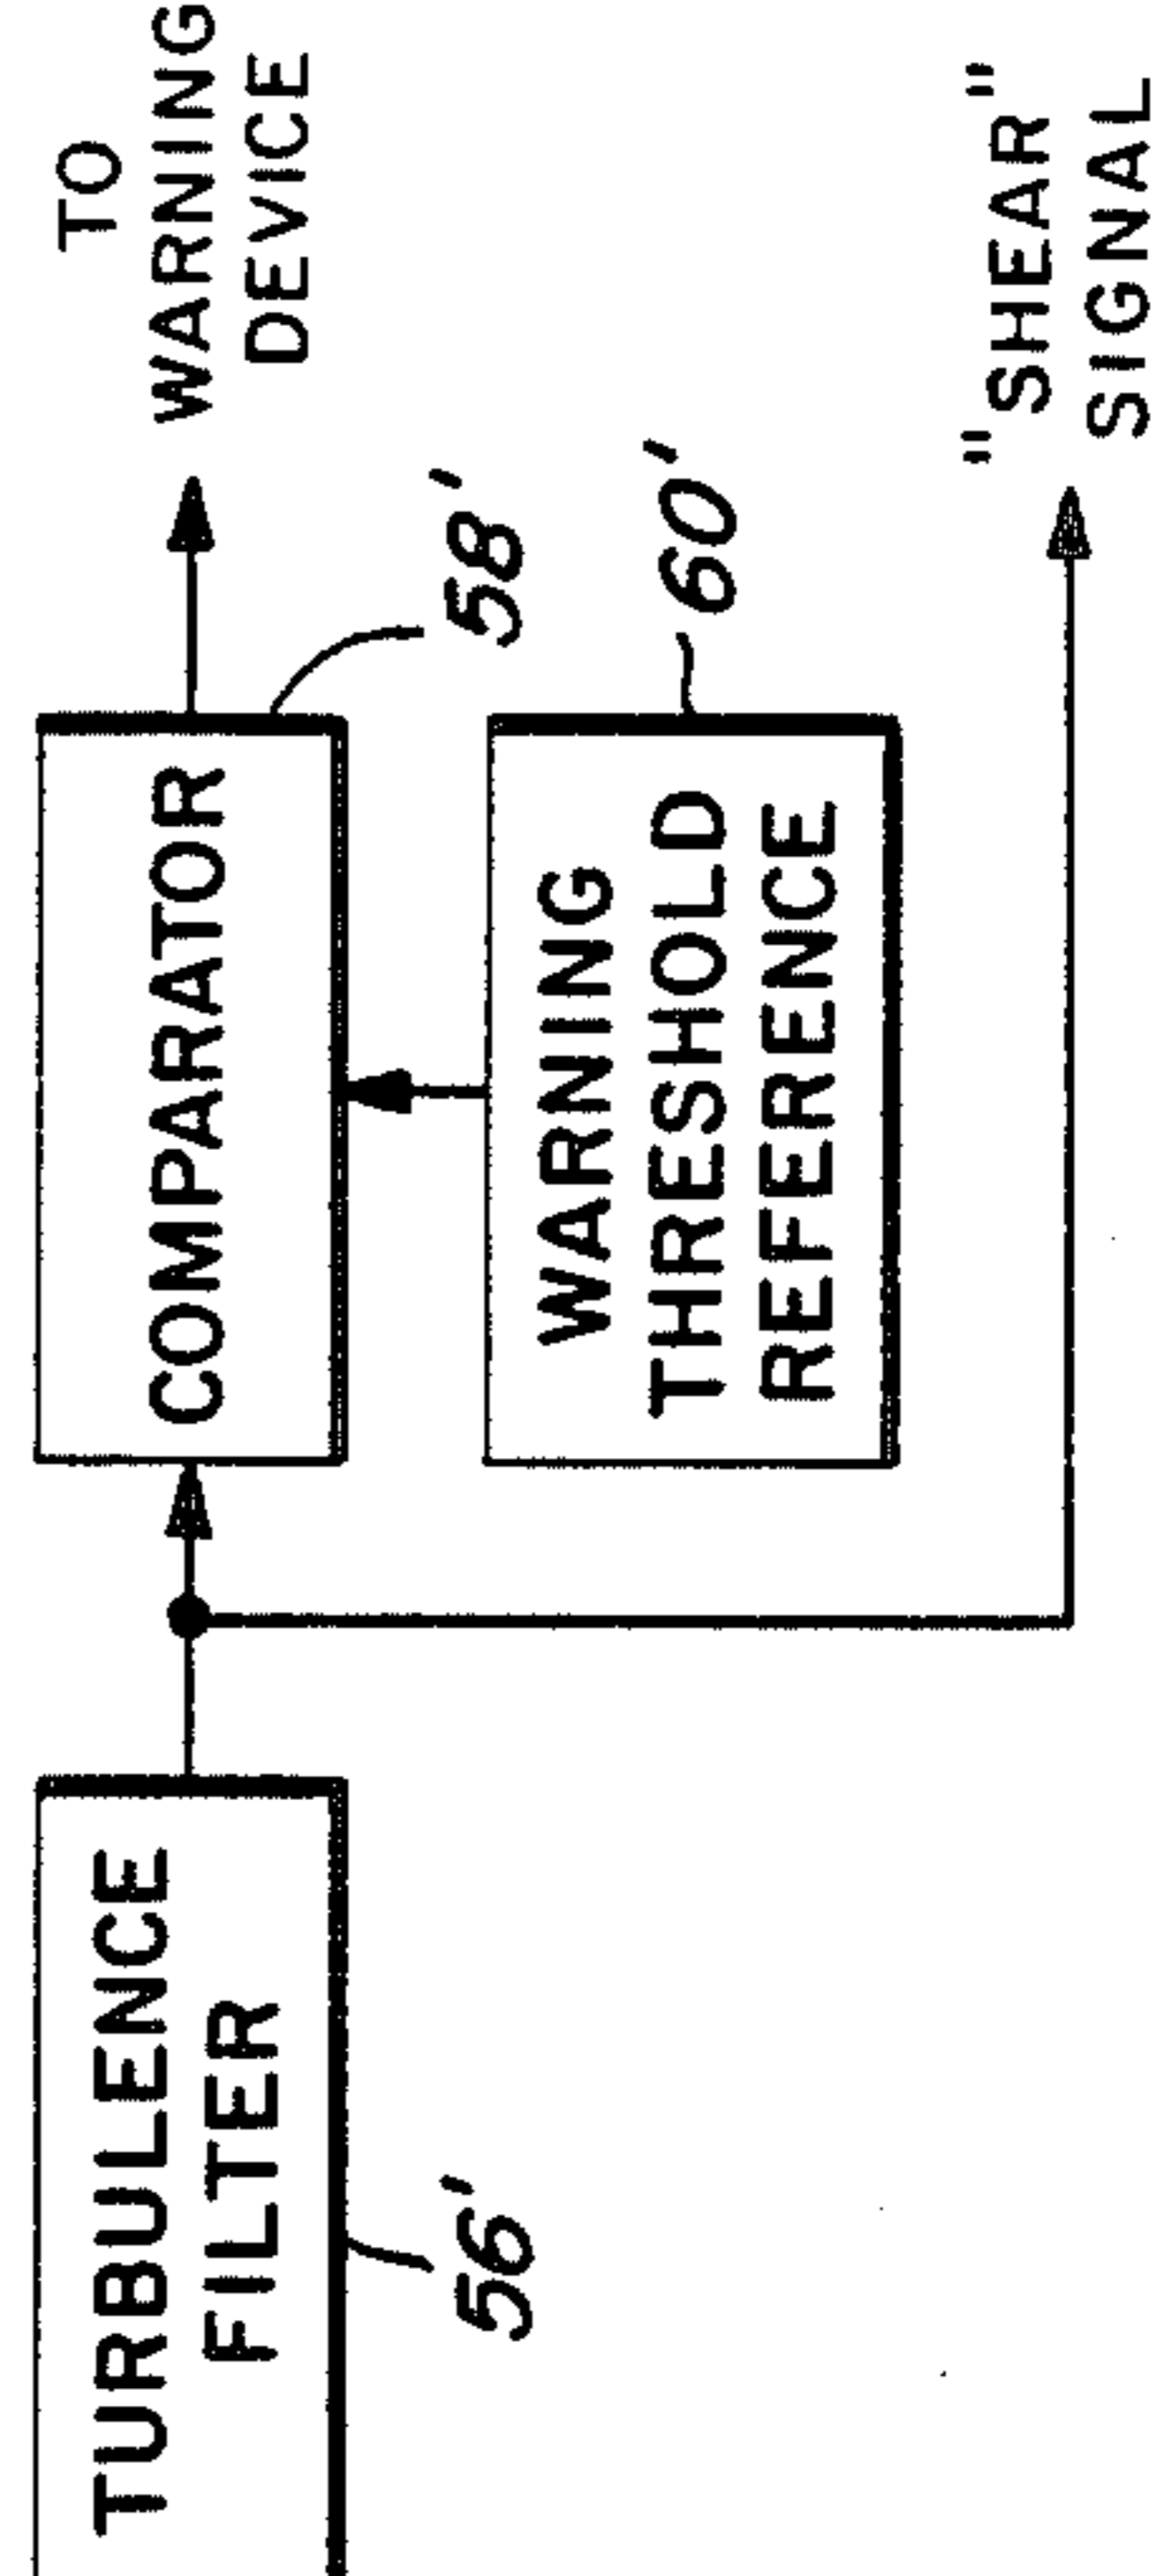 TURBULENCE
FILTER
56'
COMPARATOR
58'
WARNING
THRESHOLD
REFERENCE
60'
TO
WARNING
DEVICE
"SHEAR"
SIGNAL